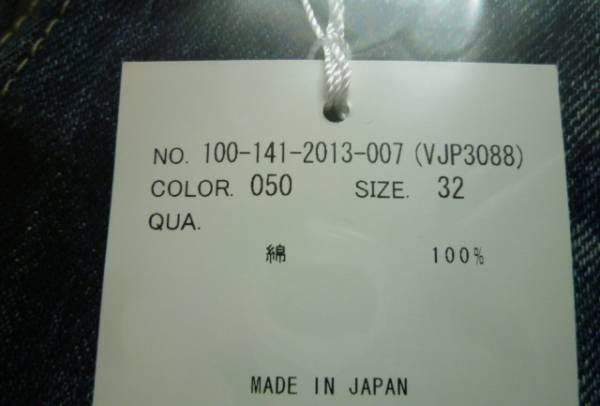 NO. 100-141-2013-007 (VJP3088)
COLOR. 050 SIZE. 32
QUA.
綿 100%
MADE IN JAPAN